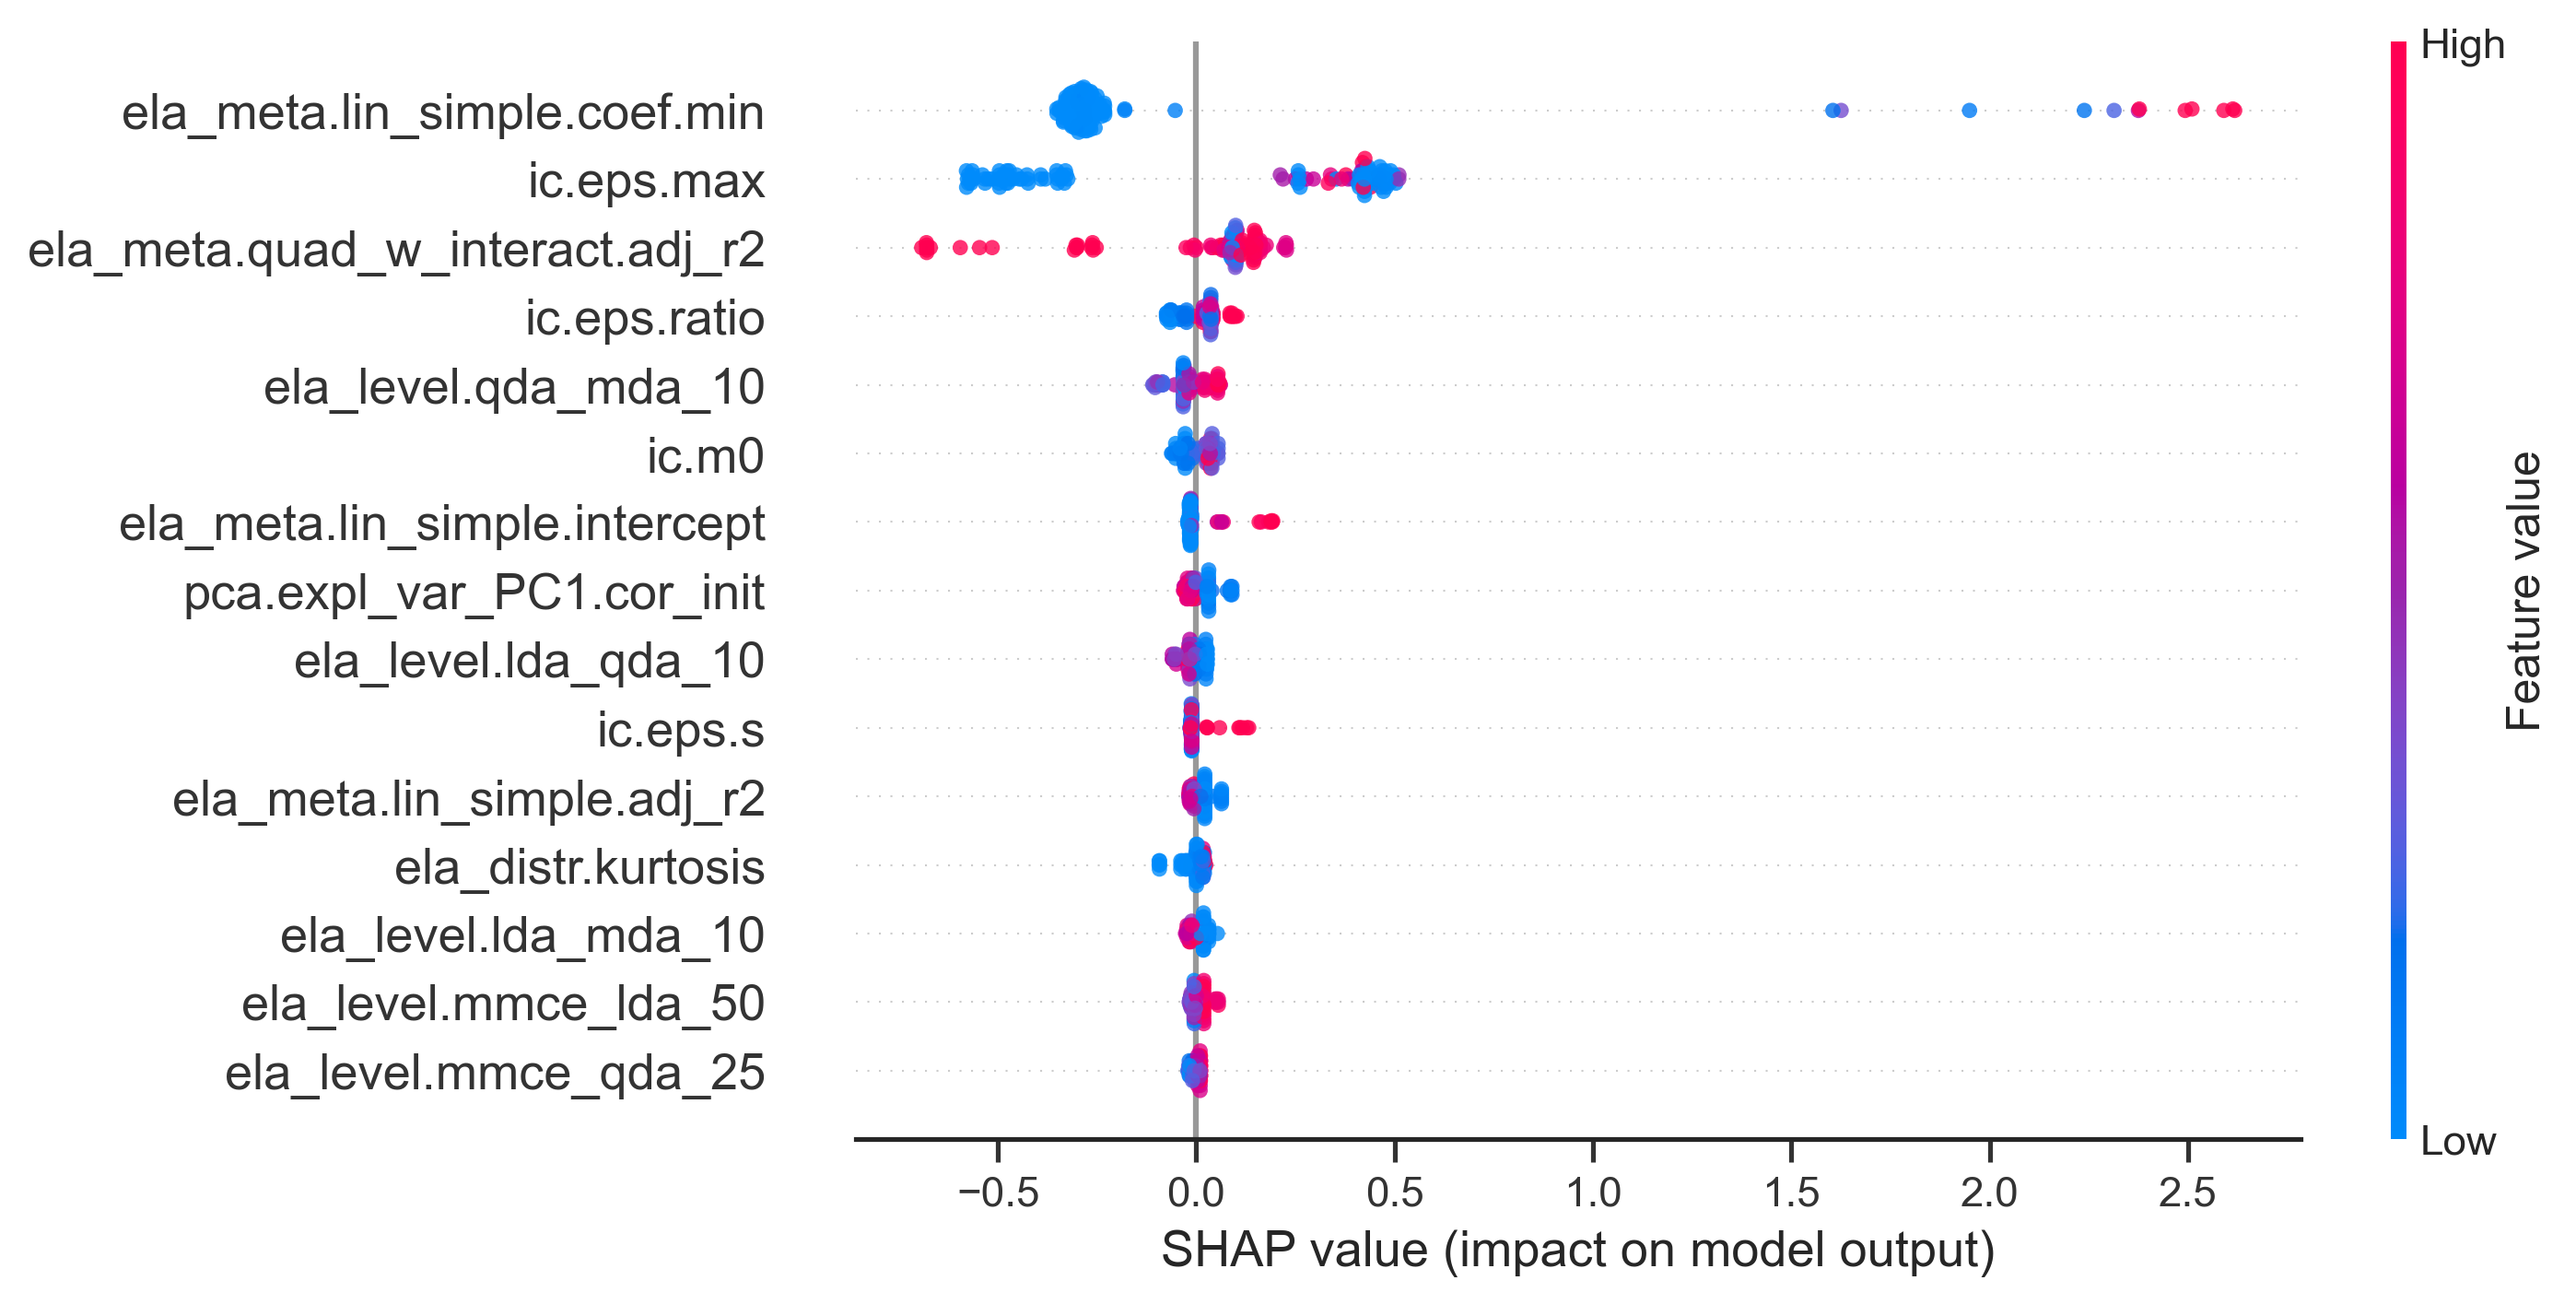 High
ela_meta.lin_simple.coef.min
ic.eps.max
ela_meta.quad_w_interact.adj_r2
ic.eps.ratio
ela_level.qda_mda_10
ic.m0
ela_meta.lin_simple.intercept
pca.expl_var_PC1.cor_init
ela_level.lda_qda_10
ic.eps.s
ela_meta.lin_simple.adj_r2
ela_distr.kurtosis
ela_level.lda_mda_10
ela_level.mmce_lda_50
ela_level.mmce_qda_25
Feature value
Low
−0.5 0.0 0.5 1.0 1.5 2.0 2.5
SHAP value (impact on model output)